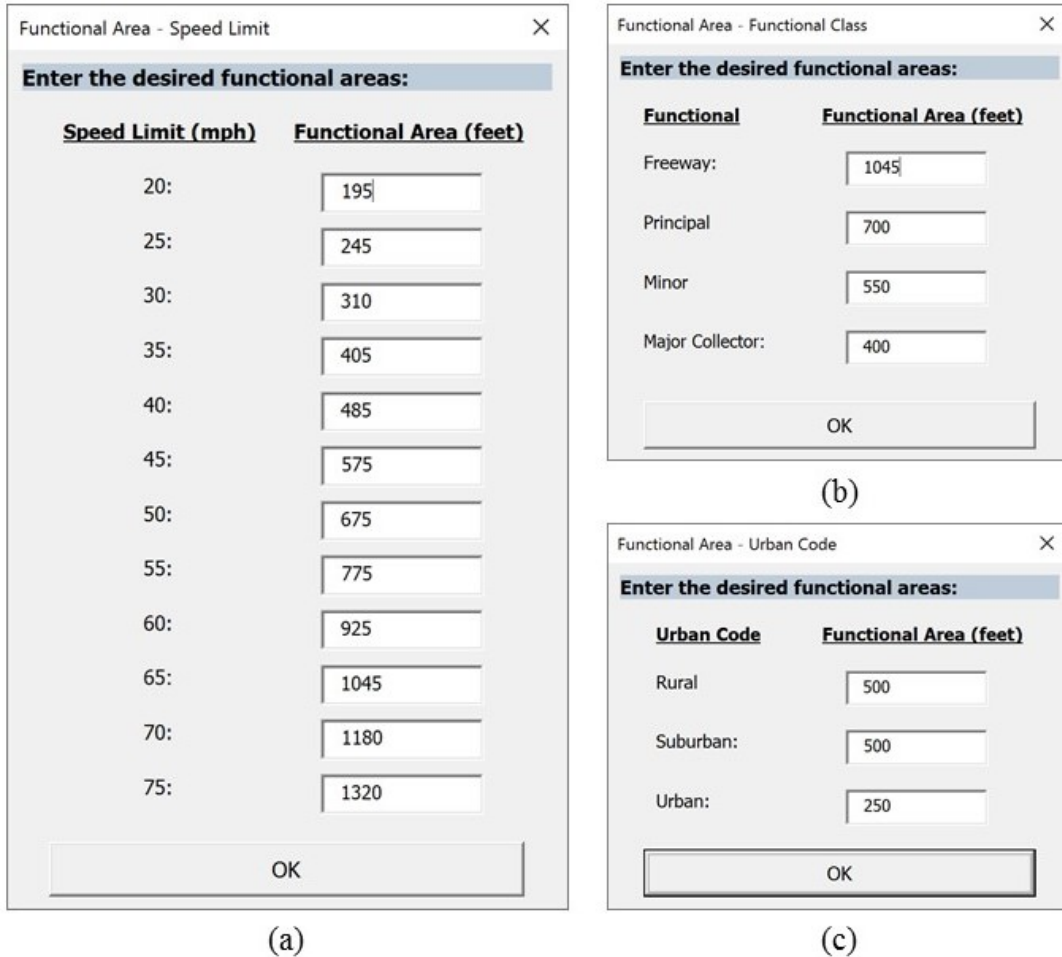 Functional Area - Speed Limit
Enter the desired functional areas:
Speed Limit (mph) Functional Area (feet)
20: 195
25: 245
30: 310
35: 405
40: 485
45: 575
50: 675
55: 775
60: 925
65: 1045
70: 1180
75: 1320
OK
(a)
Functional Area - Functional Class
Enter the desired functional areas:
Functional Functional Area (feet)
Freeway: 1045
Principal 700
Minor 550
Major Collector: 400
OK
(b)
Functional Area - Urban Code
Enter the desired functional areas:
Urban Code Functional Area (feet)
Rural 500
Suburban: 500
Urban: 250
OK
(c)